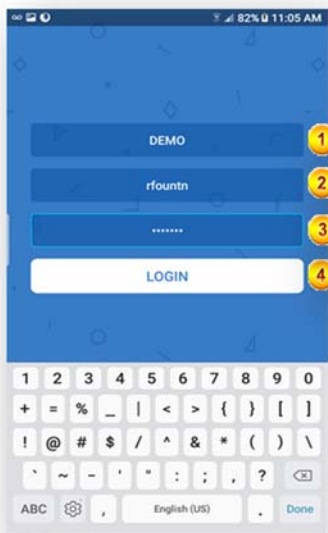 82% 11:05 AM
DEMO 1
rfountn 2
••••••• 3
LOGIN 4
1 2 3 4 5 6 7 8 9 0
+ = % _ | < > { } [ ]
! @ # $ / ^ & * ( ) \
` ~ - ' " : ; , ?
ABC , English (US) . Done